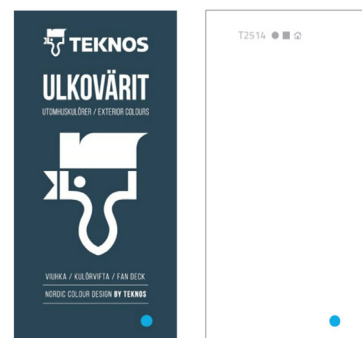 TEKNOS
ULKOVÄRIT
UTOMHUSKULÖRER / EXTERIOR COLOURS
VIUHKA / KULÖRVIFTA / FAN DECK
NORDIC COLOUR DESIGN BY TEKNOS
T2514